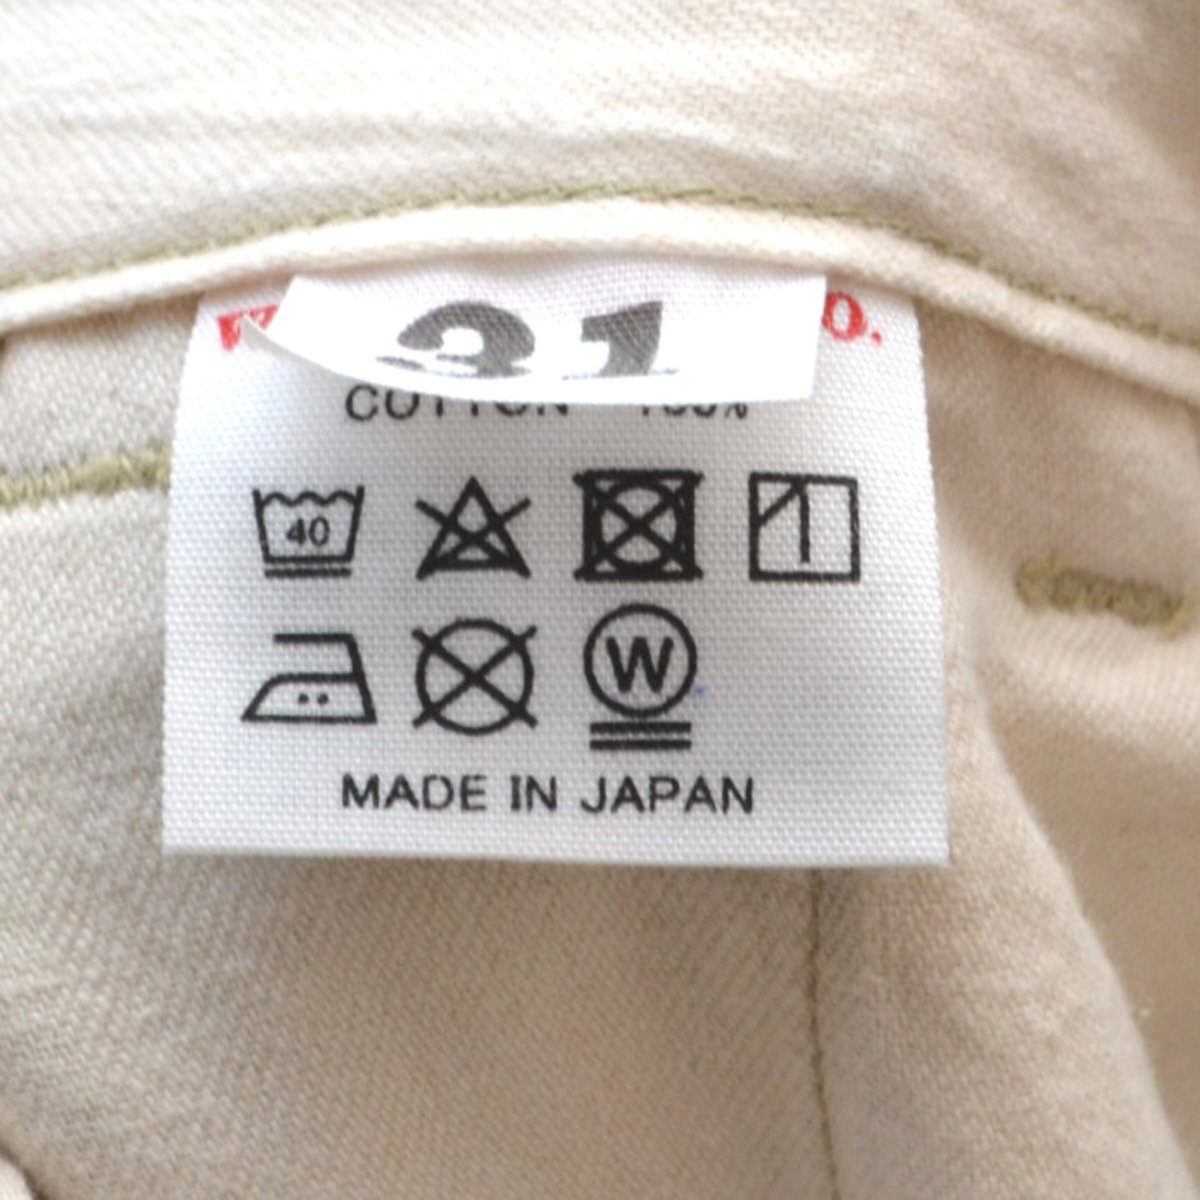 31
O.
COTTON 100%
40
W
MADE IN JAPAN